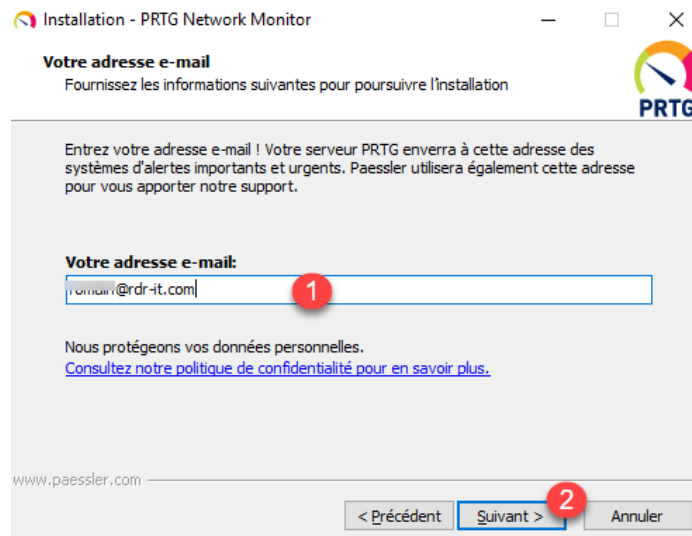 Installation - PRTG Network Monitor
Votre adresse e-mail
Fournissez les informations suivantes pour poursuivre l'installation
PRTG
Entrez votre adresse e-mail ! Votre serveur PRTG enverra à cette adresse des
systèmes d'alertes importants et urgents. Paessler utilisera également cette adresse
pour vous apporter notre support.
Votre adresse e-mail:
@rdr-it.com
1
Nous protégeons vos données personnelles.
Consultez notre politique de confidentialité pour en savoir plus.
www.paessler.com
2
< Précédent Suivant > Annuler